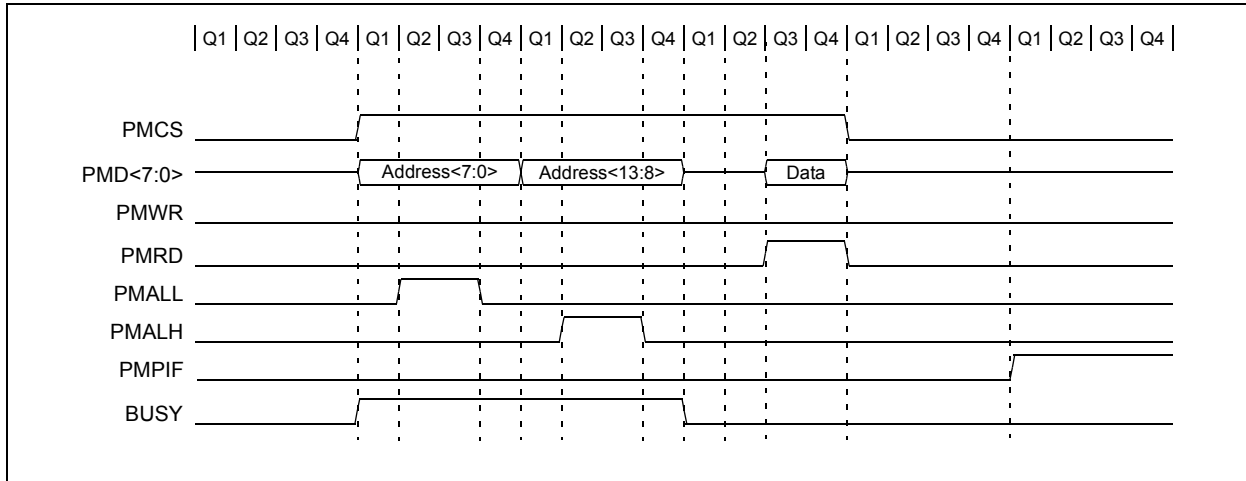 Q1 Q2 Q3 Q4 Q1 Q2 Q3 Q4 Q1 Q2 Q3 Q4 Q1 Q2 Q3 Q4 Q1 Q2 Q3 Q4 Q1 Q2 Q3 Q4
PMCS
PMD<7:0> Address<7:0> Address<13:8> Data
PMWR
PMRD
PMALL
PMALH
PMPIF
BUSY